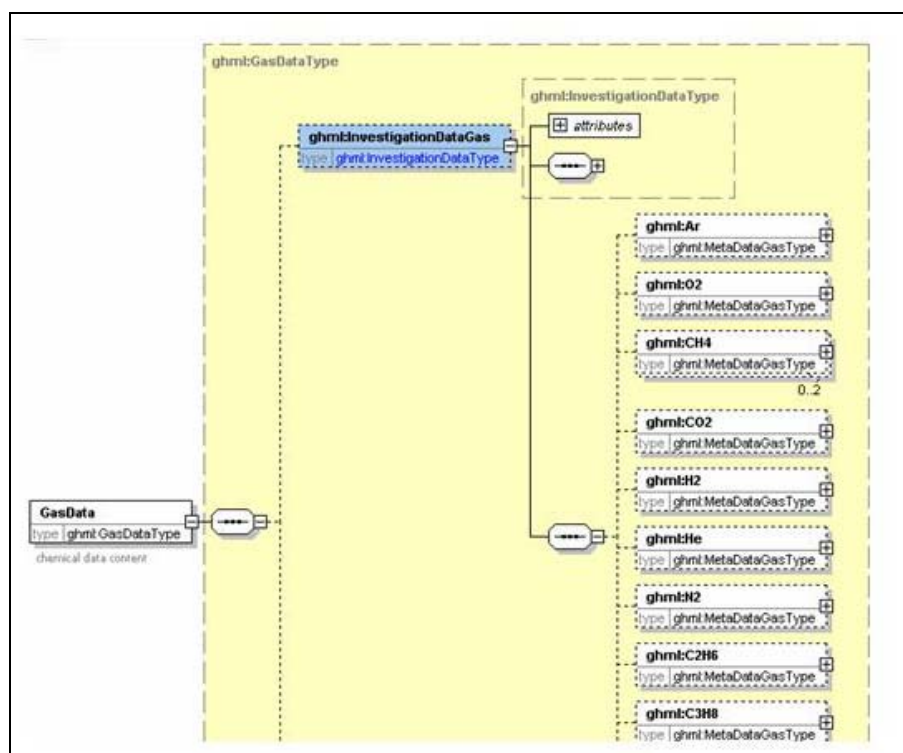 ghml:GasDataType
ghml:InvestigationDataType
attributes
ghml:InvestigationDataGas
type ghml:InvestigationDataType
ghml:Ar
type ghml:MetaDataGasType
ghml:O2
type ghml:MetaDataGasType
ghml:CH4
type ghml:MetaDataGasType
0..2
ghml:CO2
type ghml:MetaDataGasType
GasData
type ghml:GasDataType
chemical data content
ghml:H2
type ghml:MetaDataGasType
ghml:He
type ghml:MetaDataGasType
ghml:N2
type ghml:MetaDataGasType
ghml:C2H6
type ghml:MetaDataGasType
ghml:C3H8
type ghml:MetaDataGasType